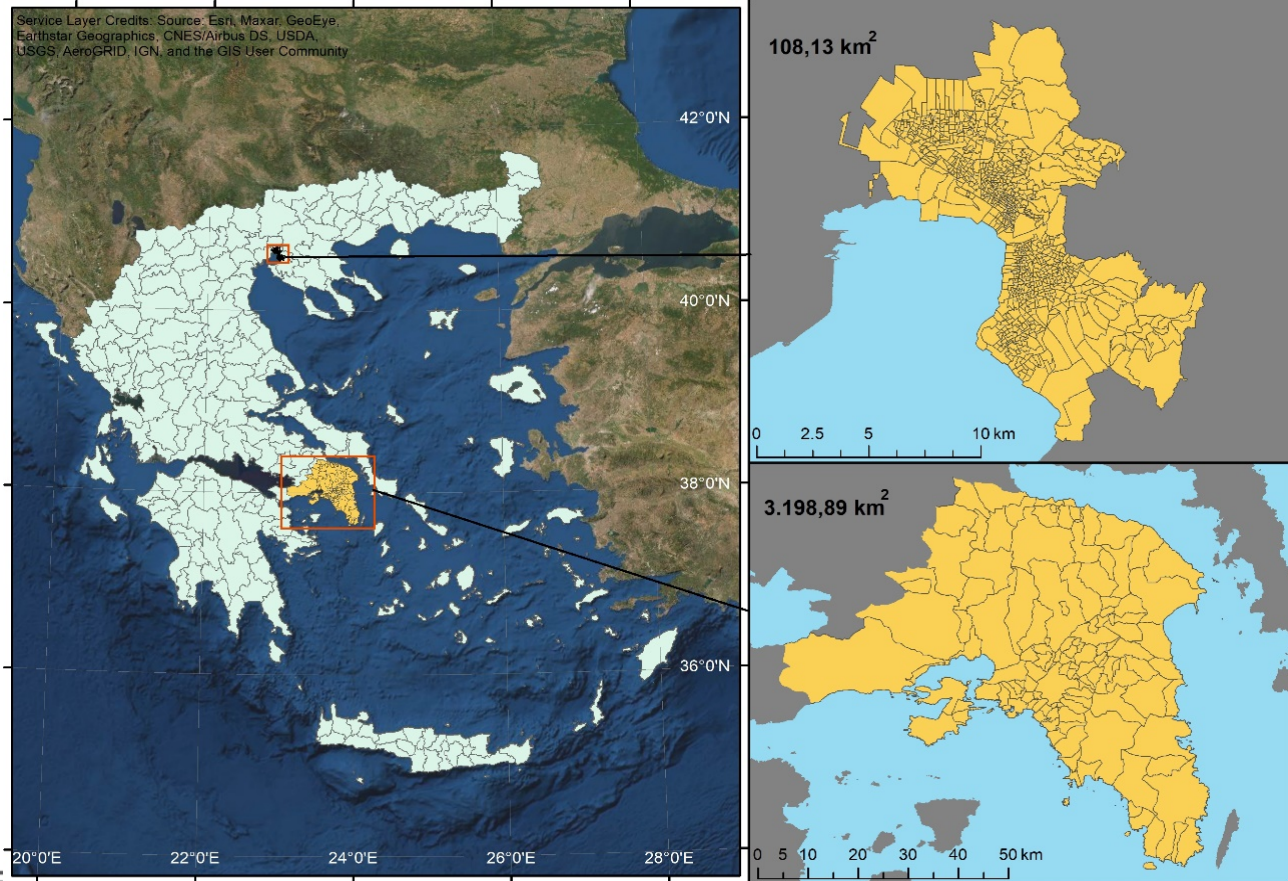 Service Layer Credits: Source: Esri, Maxar, GeoEye,
Earthstar Geographics, CNES/Airbus DS, USDA,
USGS, AeroGRID, IGN, and the GIS User Community
42°0'N
40°0'N
38°0'N
36°0'N
20°0'E 22°0'E 24°0'E 26°0'E 28°0'E
108,13 km²
0 2.5 5 10 km
3.198,89 km²
0 5 10 20 30 40 50 km